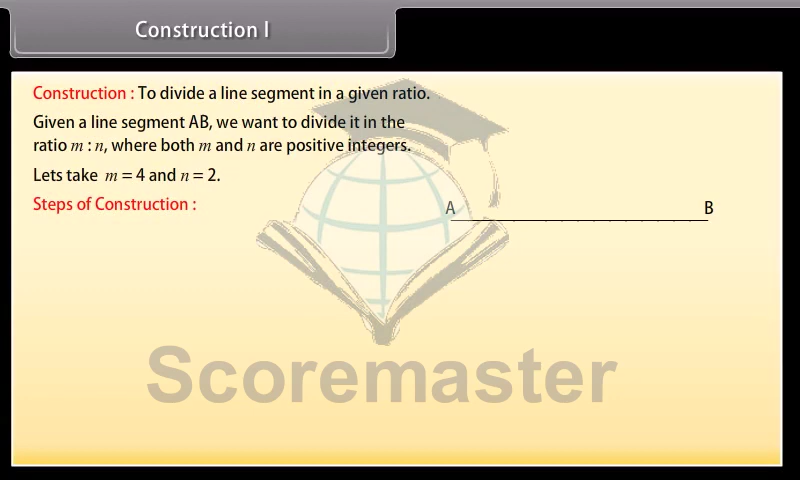 Construction I
Construction : To divide a line segment in a given ratio.
Given a line segment AB, we want to divide it in the
ratio m : n, where both m and n are positive integers.
Lets take m = 4 and n = 2.
Steps of Construction :
A B
Scoremaster